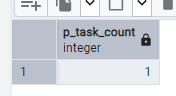 p_task_count
integer
1 1